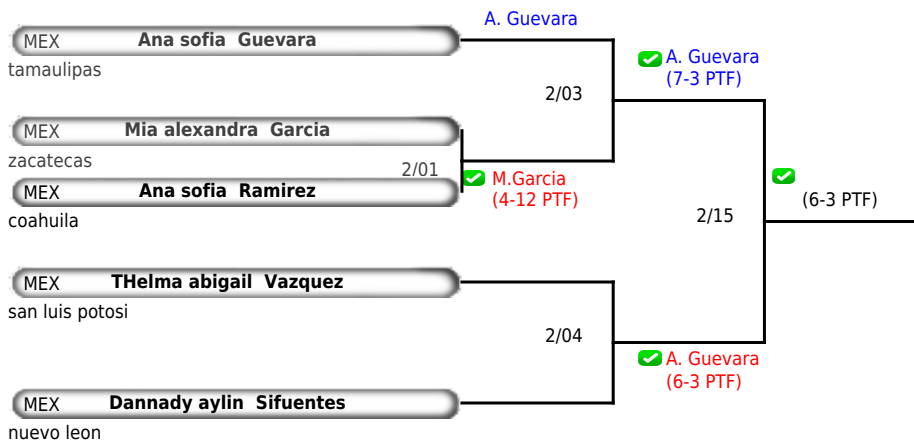 A. Guevara
MEX Ana sofia Guevara
tamaulipas
A. Guevara
(7-3 PTF)
2/03
MEX Mia alexandra Garcia
zacatecas
2/01
M.Garcia
(4-12 PTF)
MEX Ana sofia Ramirez
coahuila
(6-3 PTF)
2/15
MEX THelma abigail Vazquez
san luis potosi
2/04
A. Guevara
(6-3 PTF)
MEX Dannady aylin Sifuentes
nuevo leon